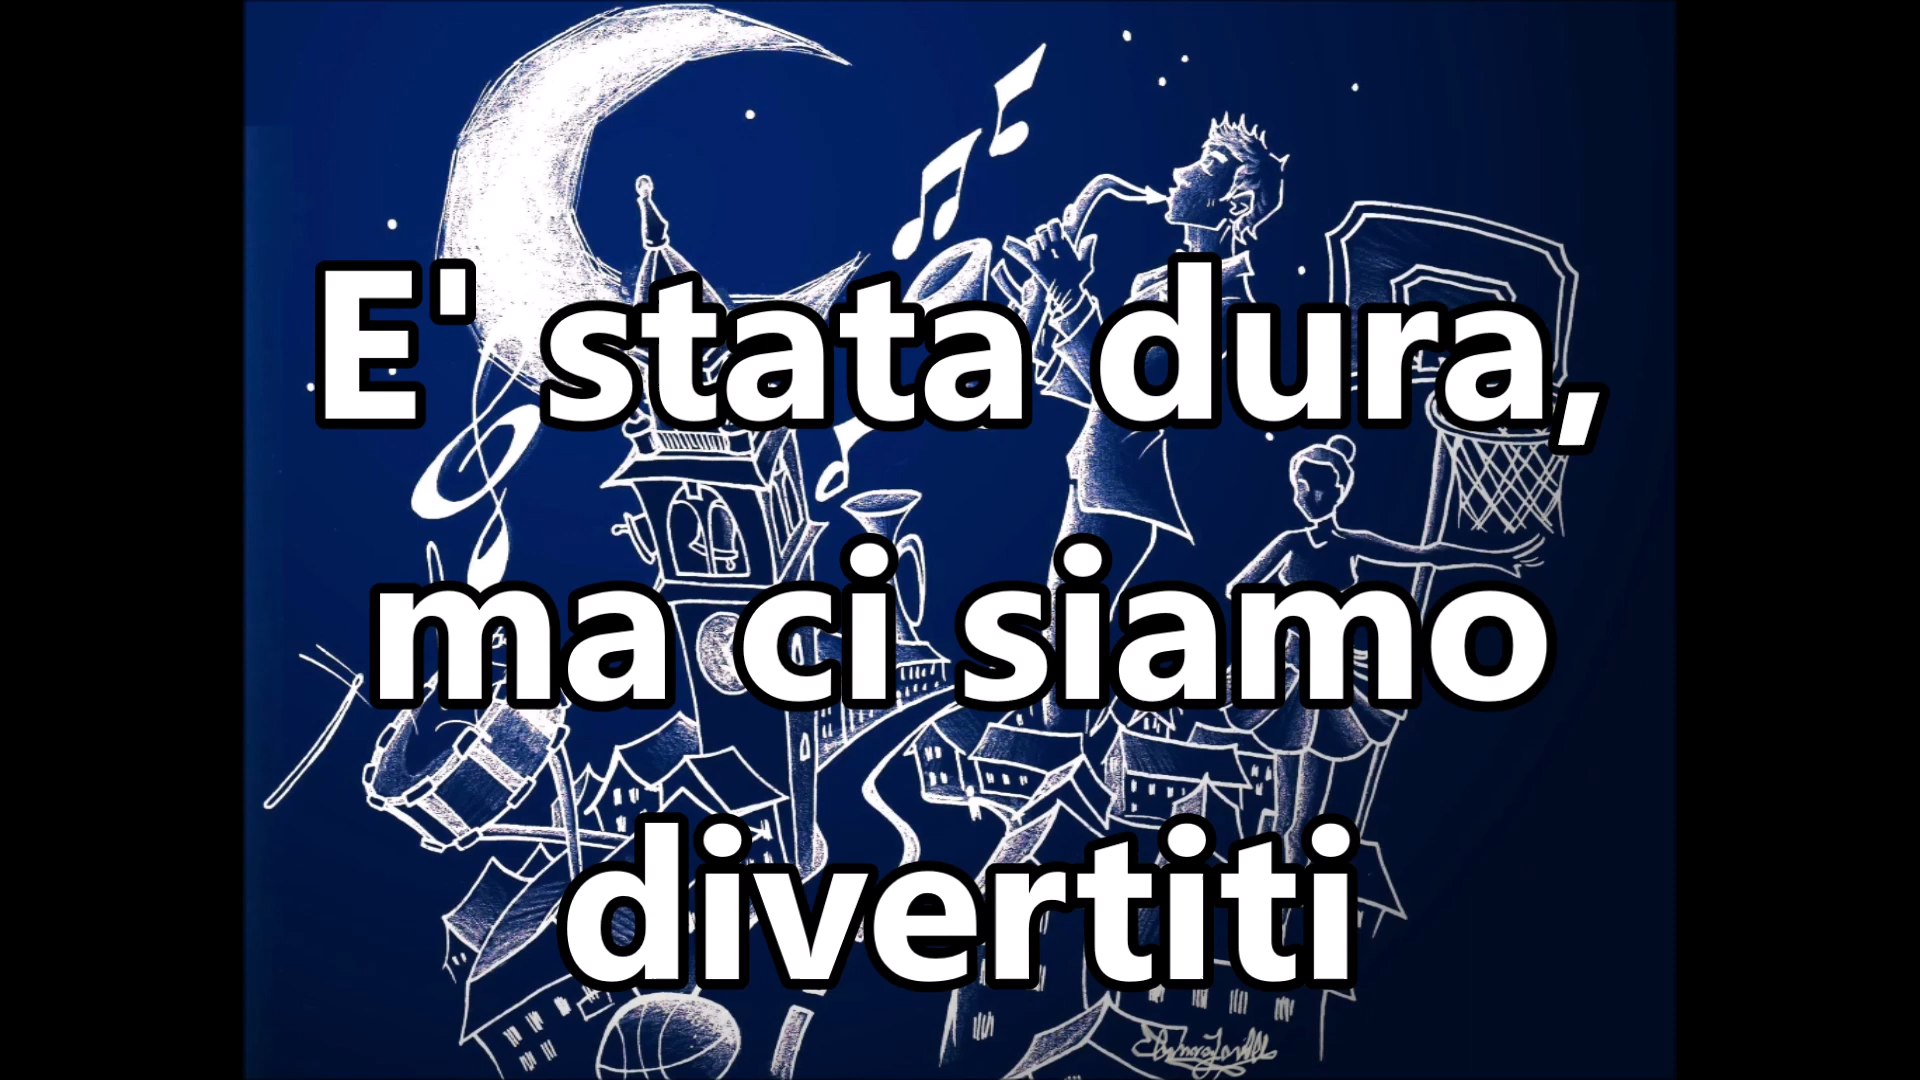 E' stata dura,
ma ci siamo
divertiti